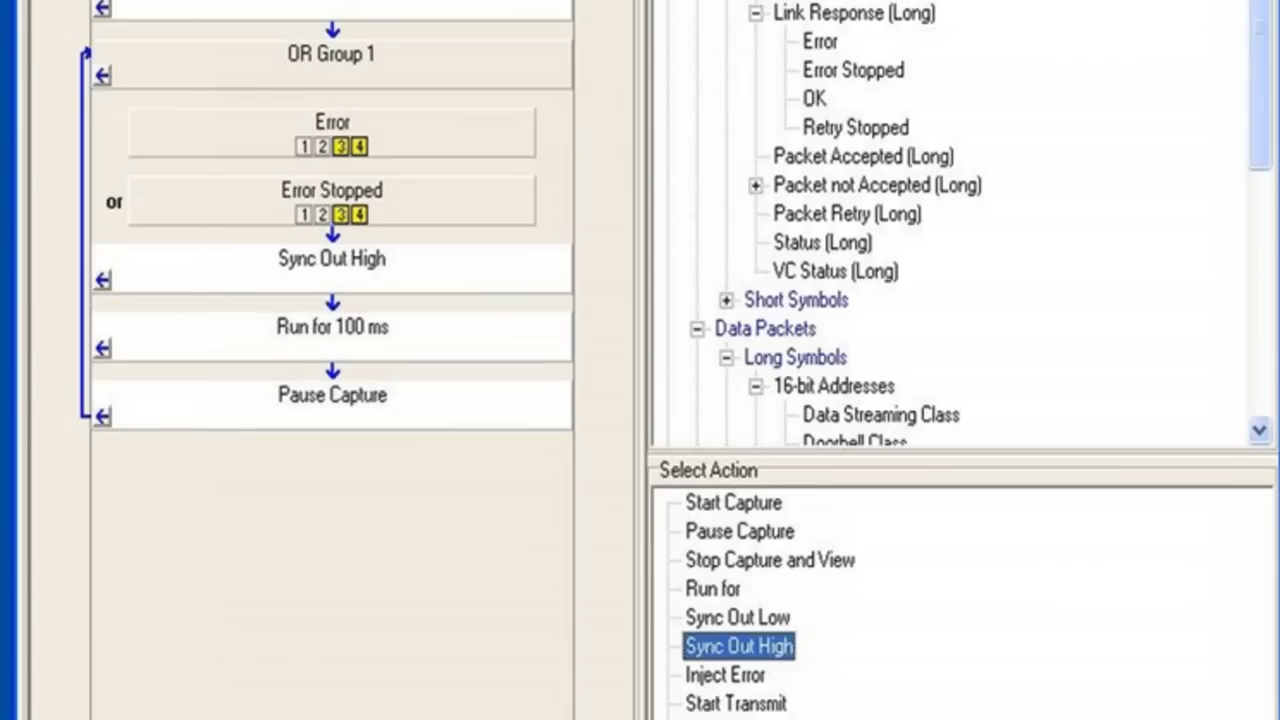 OR Group 1
Error
1 2 3 4
or
Error Stopped
1 2 3 4
Sync Out High
Run for 100 ms
Pause Capture
Link Response (Long)
Error
Error Stopped
OK
Retry Stopped
Packet Accepted (Long)
Packet not Accepted (Long)
Packet Retry (Long)
Status (Long)
VC Status (Long)
Short Symbols
Data Packets
Long Symbols
16-bit Addresses
Data Streaming Class
Doorbell Class
Select Action
Start Capture
Pause Capture
Stop Capture and View
Run for
Sync Out Low
Sync Out High
Inject Error
Start Transmit